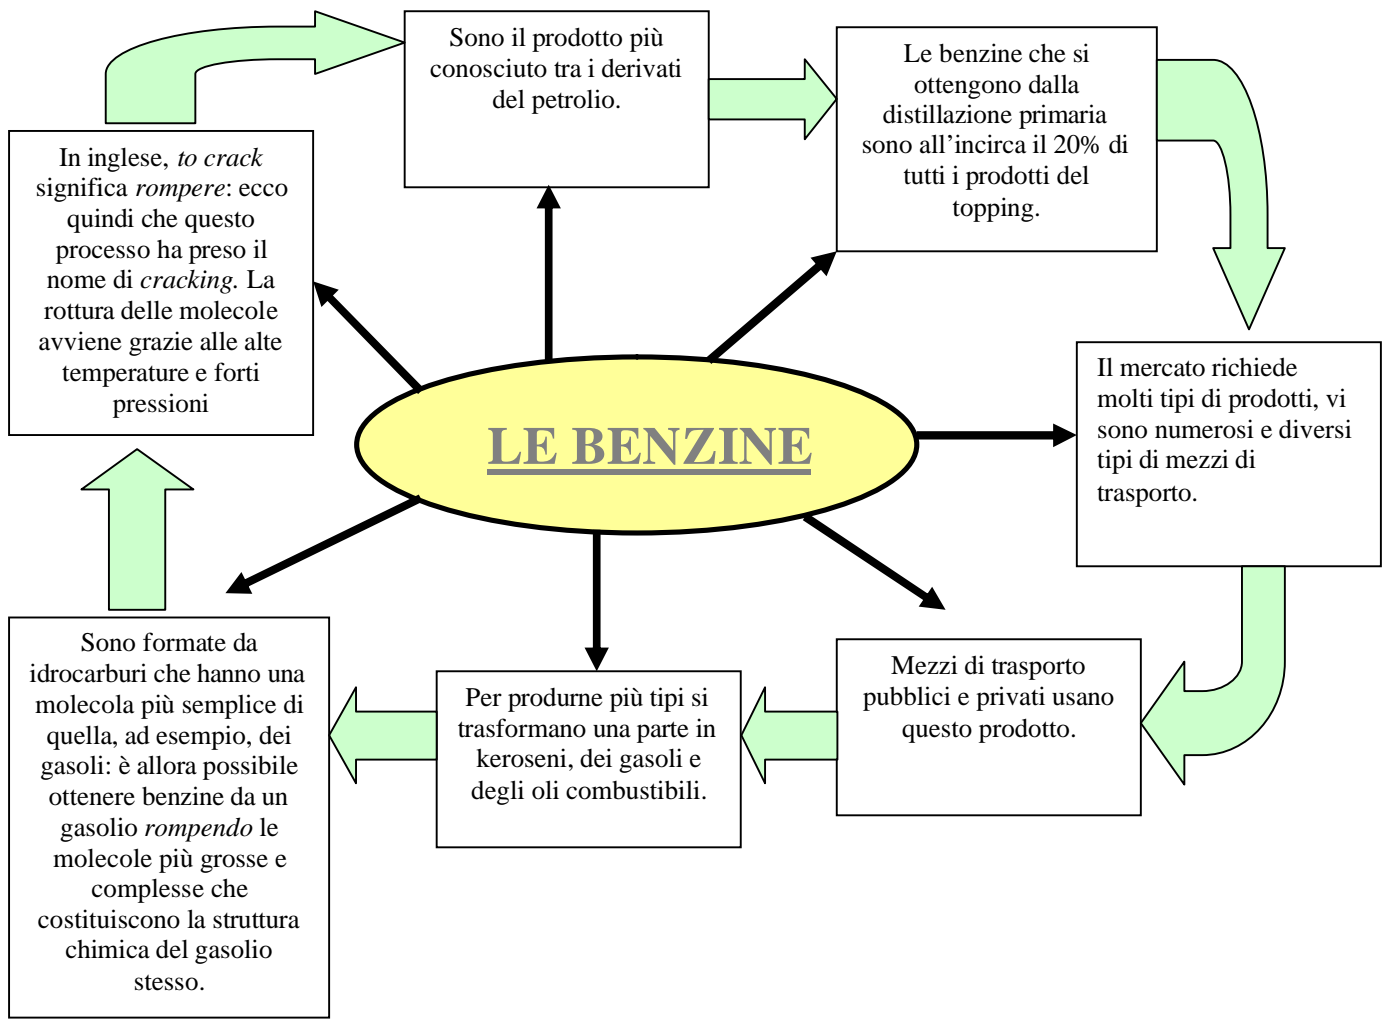 Sono il prodotto più
conosciuto tra i derivati
del petrolio.
Le benzine che si
ottengono dalla
distillazione primaria
sono all’incirca il 20% di
tutti i prodotti del
topping.
In inglese, to crack
significa rompere: ecco
quindi che questo
processo ha preso il
nome di cracking. La
rottura delle molecole
avviene grazie alle alte
temperature e forti
pressioni
Il mercato richiede
molti tipi di prodotti, vi
sono numerosi e diversi
tipi di mezzi di
trasporto.
LE BENZINE
Sono formate da
idrocarburi che hanno una
molecola più semplice di
quella, ad esempio, dei
gasoli: è allora possibile
ottenere benzine da un
gasolio rompendo le
molecole più grosse e
complesse che
costituiscono la struttura
chimica del gasolio
stesso.
Per produrne più tipi si
trasformano una parte in
keroseni, dei gasoli e
degli oli combustibili.
Mezzi di trasporto
pubblici e privati usano
questo prodotto.